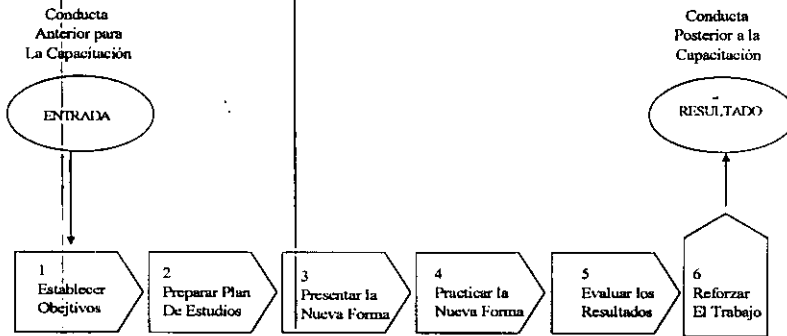 Conducta
Anterior para
La Capacitación
ENTRADA
Conducta
Posterior a la
Capacitación
RESULTADO
1
Establecer
Obejtivos
2
Preparar Plan
De Estudios
3
Presentar la
Nueva Forma
4
Practicar la
Nueva Forma
5
Evaluar los
Resultados
6
Reforzar
El Trabajo